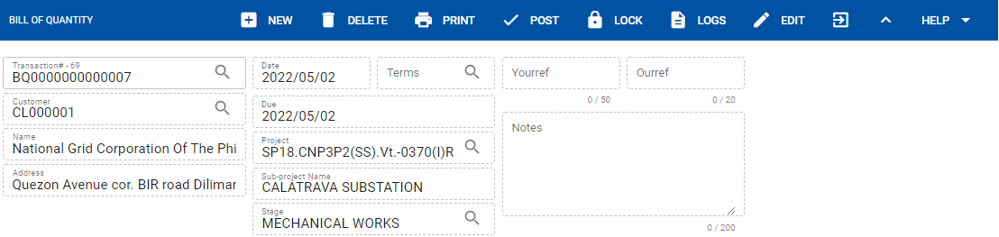 BILL OF QUANTITY
NEW
DELETE
PRINT
POST
LOCK
LOGS
EDIT
HELP
Transaction# - 69
BQ0000000000007
Date
2022/05/02
Terms
Yourref
0 / 50
Ourref
0 / 20
Customer
CL000001
Due
2022/05/02
Notes
0 / 200
Name
National Grid Corporation Of The Phi
Project
SP18.CNP3P2(SS).Vt.-0370(I)R
Address
Quezon Avenue cor. BIR road Diliman
Sub-project Name
CALATRAVA SUBSTATION
Stage
MECHANICAL WORKS